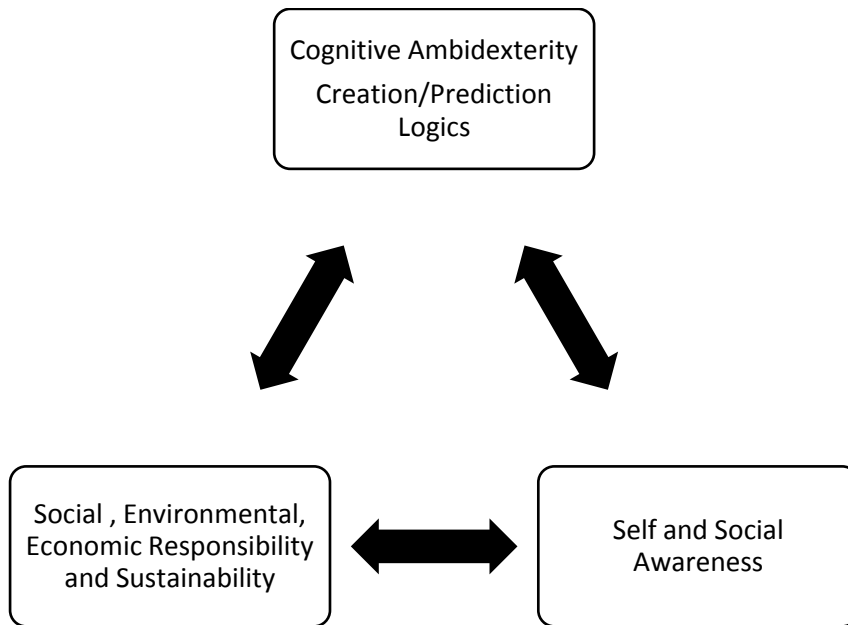 Cognitive Ambidexterity
Creation/Prediction
Logics
Social , Environmental,
Economic Responsibility
and Sustainability
Self and Social
Awareness